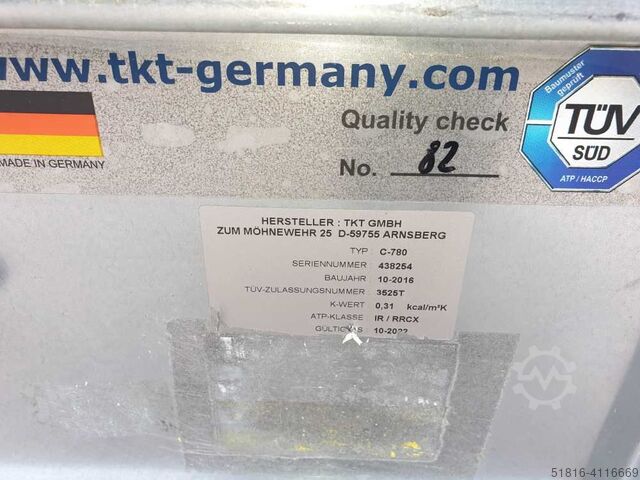 www.tkt-germany.com
MADE IN GERMANY
Quality check
No. 82
Baumuster geprüft
TÜV
SÜD
ATP / HACCP
HERSTELLER : TKT GMBH
ZUM MÖHNEWEHR 25 D-59755 ARNSBERG
TYP C-780
SERIENNUMMER 438254
BAUJAHR 10-2016
TÜV-ZULASSUNGSNUMMER 3525T
K-WERT 0,31 kcal/m²K
ATP-KLASSE IR / RRCX
10-2022
51816-4116669